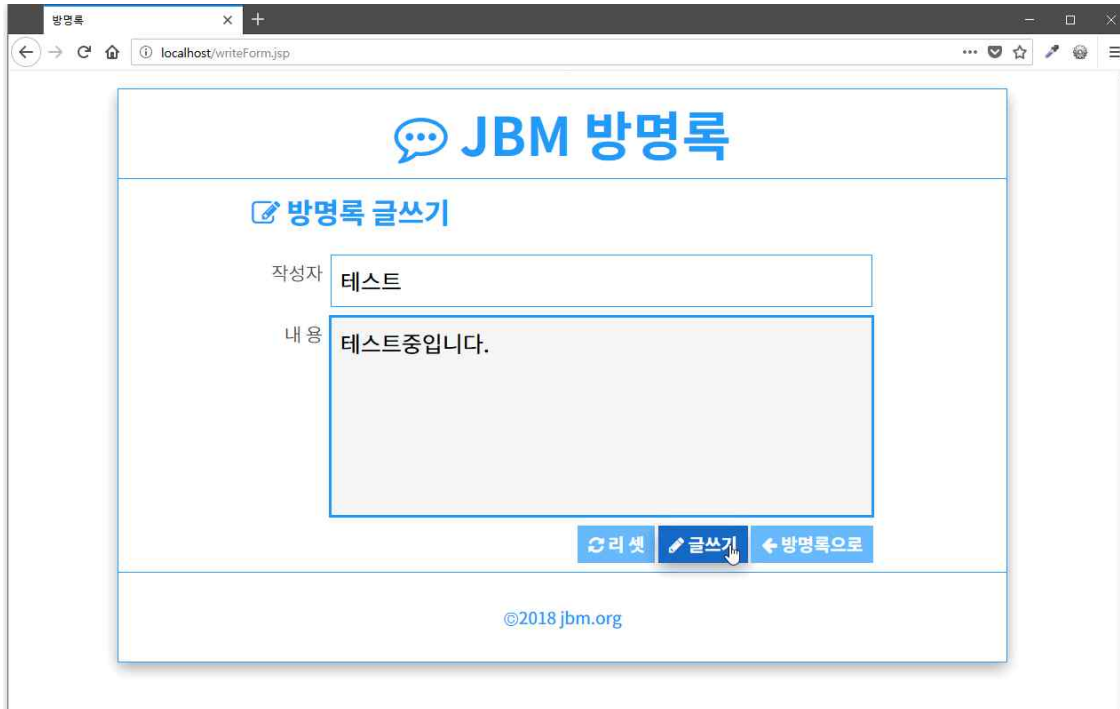 방명록
localhost/writeForm.jsp
JBM 방명록
방명록 글쓰기
작성자
테스트
내 용
테스트중입니다.
리 셋 글쓰기 방명록으로
©2018 jbm.org